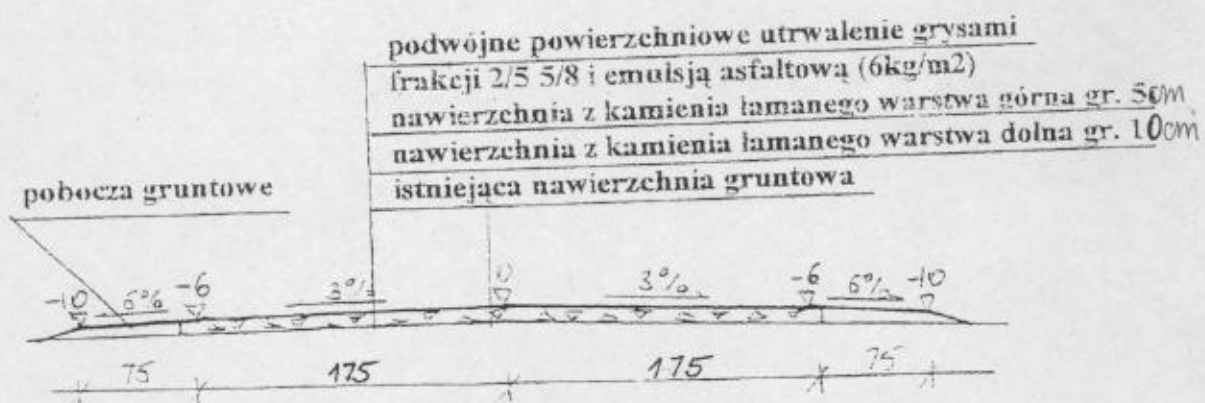 podwójne powierzchniowe utrwalenie grysami
frakcji 2/5 5/8 i emulsją asfaltową (6kg/m2)
nawierzchnia z kamienia łamanego warstwa górna gr. 5cm
nawierzchnia z kamienia łamanego warstwa dolna gr. 10cm
istniejąca nawierzchnia gruntowa
pobocza gruntowe
-10 6% -6 3% 0 3% -6 6% -10
75 175 175 75